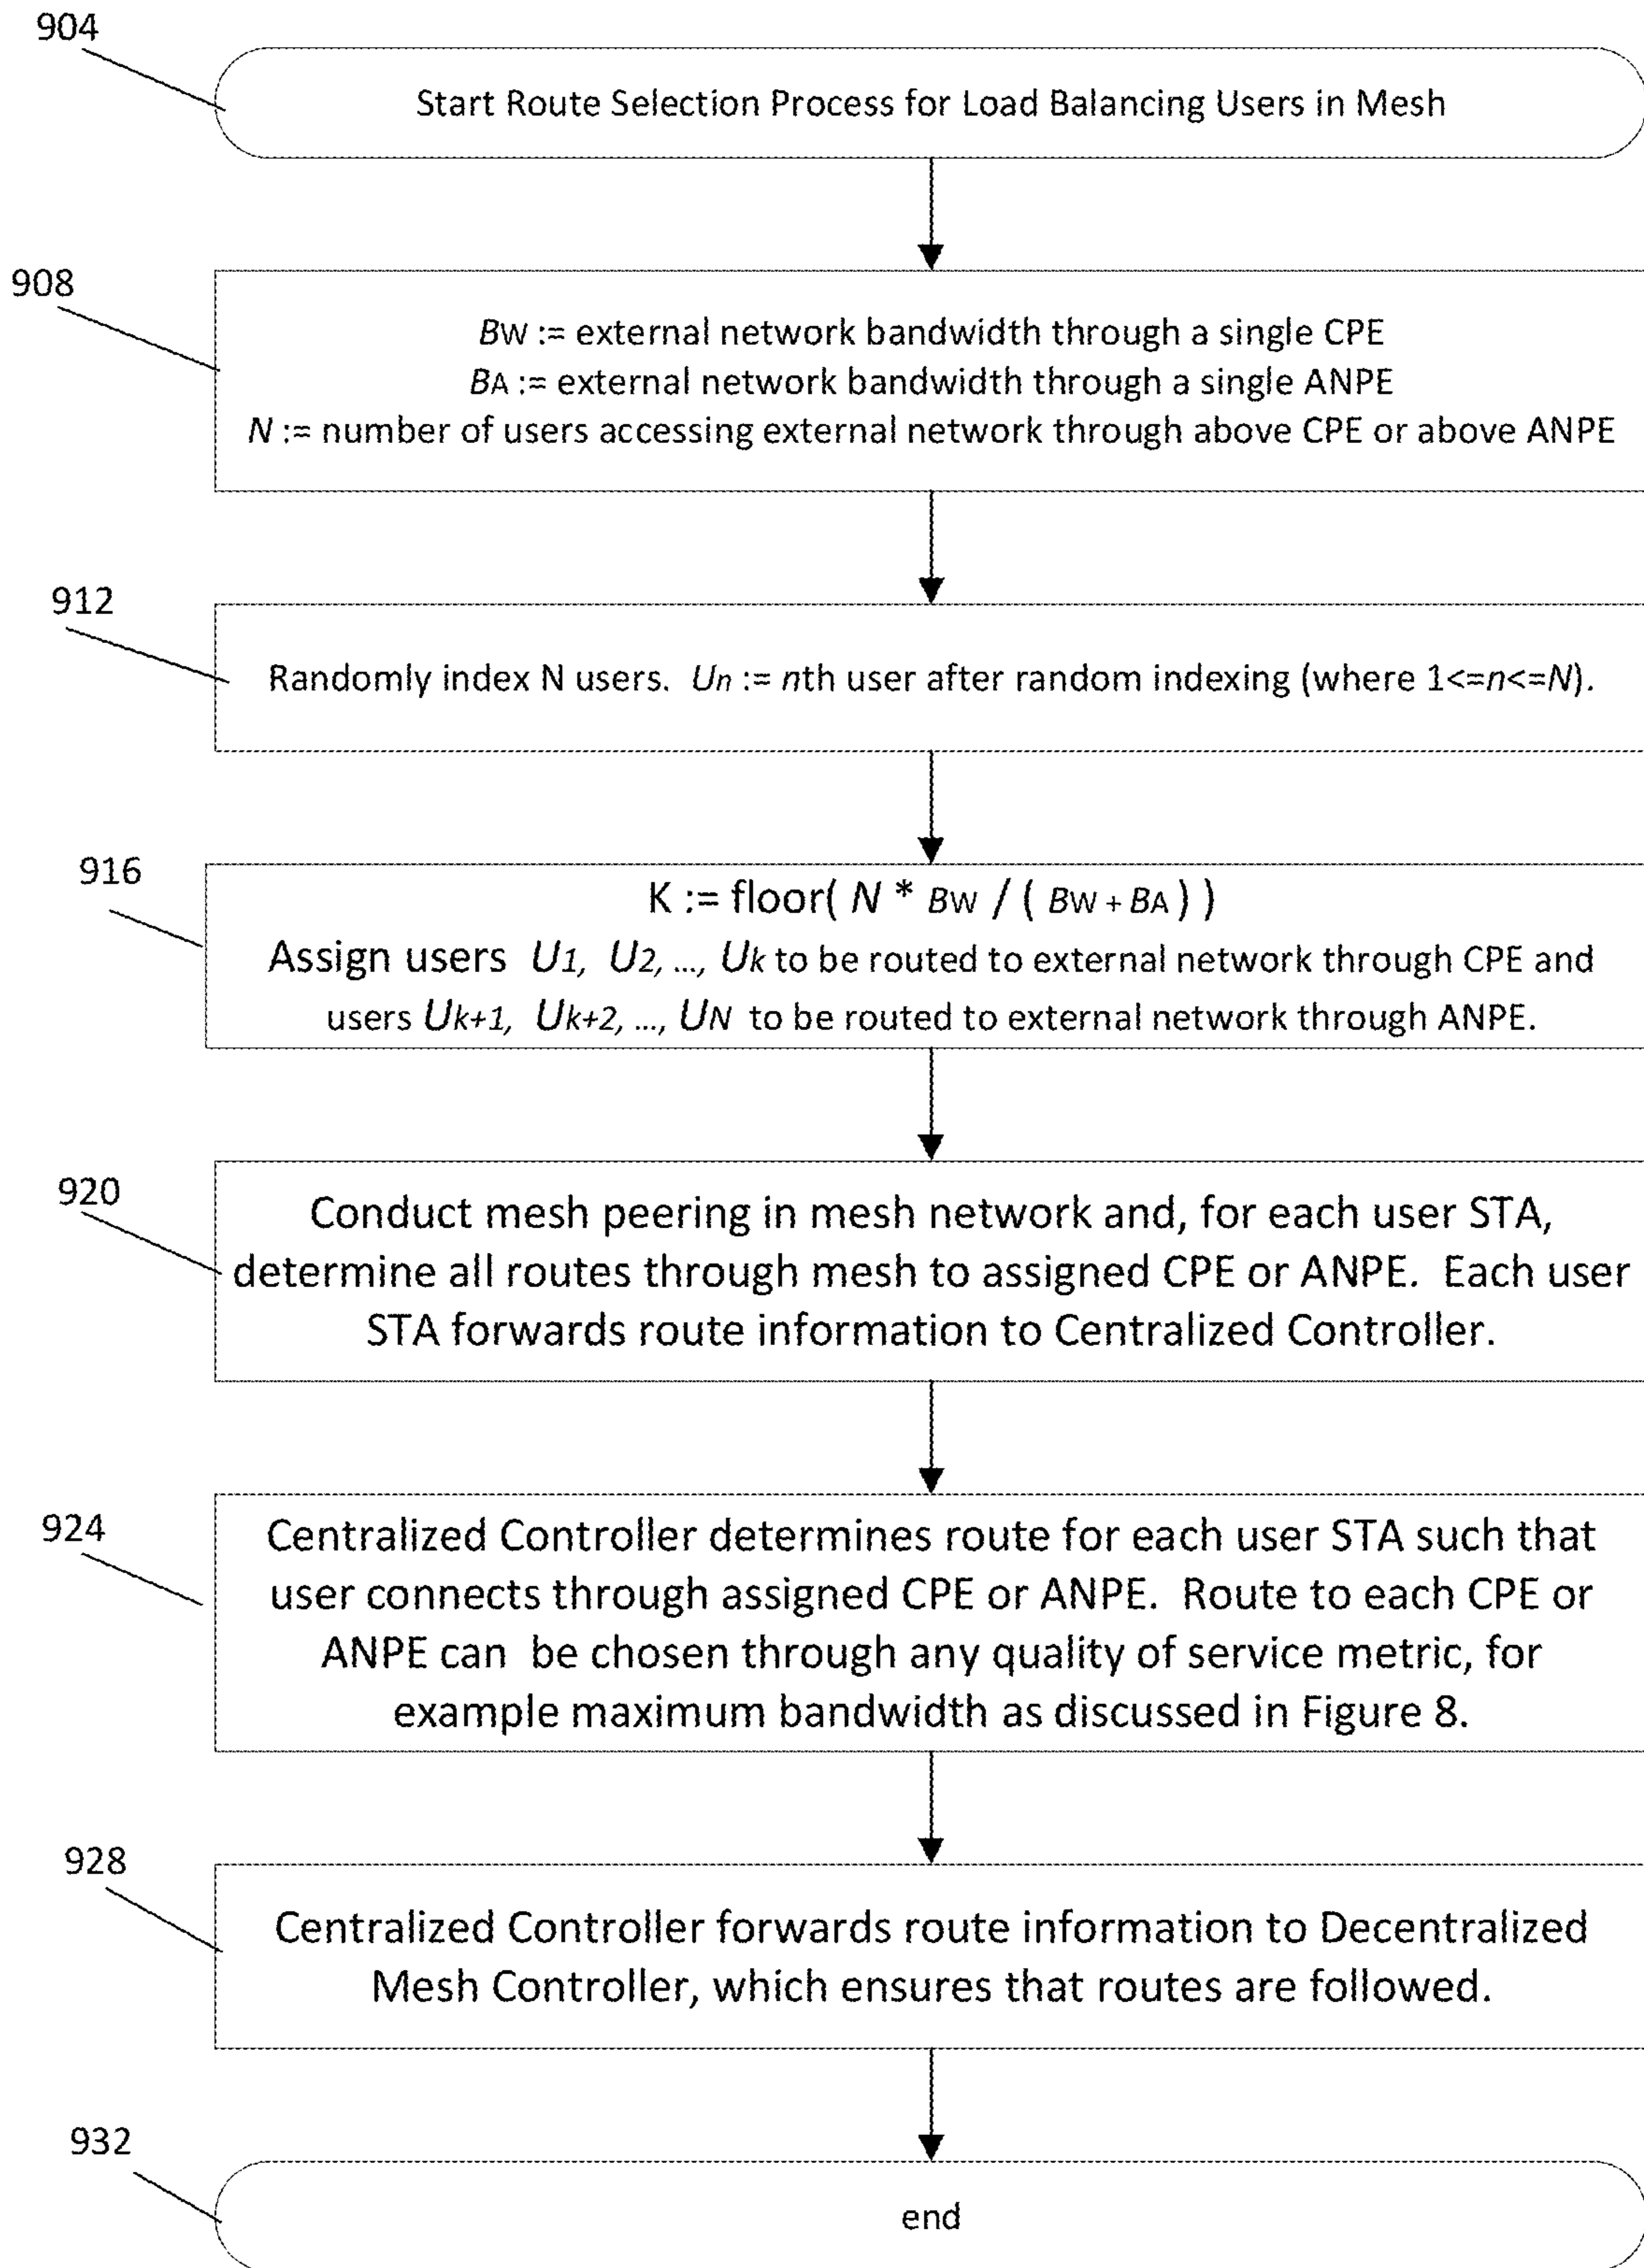 904
Start Route Selection Process for Load Balancing Users in Mesh
908
BW := external network bandwidth through a single CPE
BA := external network bandwidth through a single ANPE
N := number of users accessing external network through above CPE or above ANPE
912
Randomly index N users. Un := nth user after random indexing (where 1<=n<=N).
916
K := floor( N * BW / ( BW + BA ) )
Assign users U1, U2, ..., Uk to be routed to external network through CPE and
users Uk+1, Uk+2, ..., UN to be routed to external network through ANPE.
920
Conduct mesh peering in mesh network and, for each user STA,
determine all routes through mesh to assigned CPE or ANPE. Each user
STA forwards route information to Centralized Controller.
924
Centralized Controller determines route for each user STA such that
user connects through assigned CPE or ANPE. Route to each CPE or
ANPE can be chosen through any quality of service metric, for
example maximum bandwidth as discussed in Figure 8.
928
Centralized Controller forwards route information to Decentralized
Mesh Controller, which ensures that routes are followed.
932
end